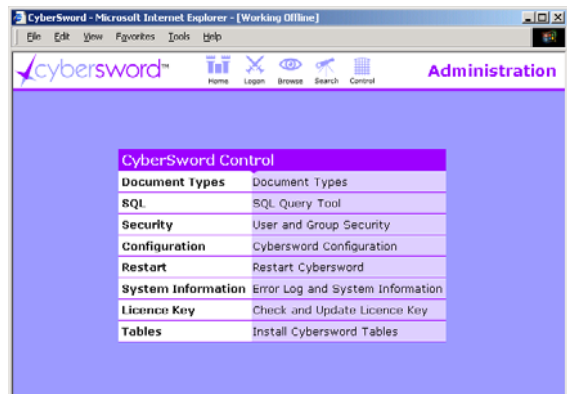 CyberSword - Microsoft Internet Explorer - [Working Offline]
File Edit View Favorites Tools Help
cybersword™ Home Logon Browse Search Control Administration
CyberSword Control
Document Types Document Types
SQL SQL Query Tool
Security User and Group Security
Configuration Cybersword Configuration
Restart Restart Cybersword
System Information Error Log and System Information
Licence Key Check and Update Licence Key
Tables Install Cybersword Tables